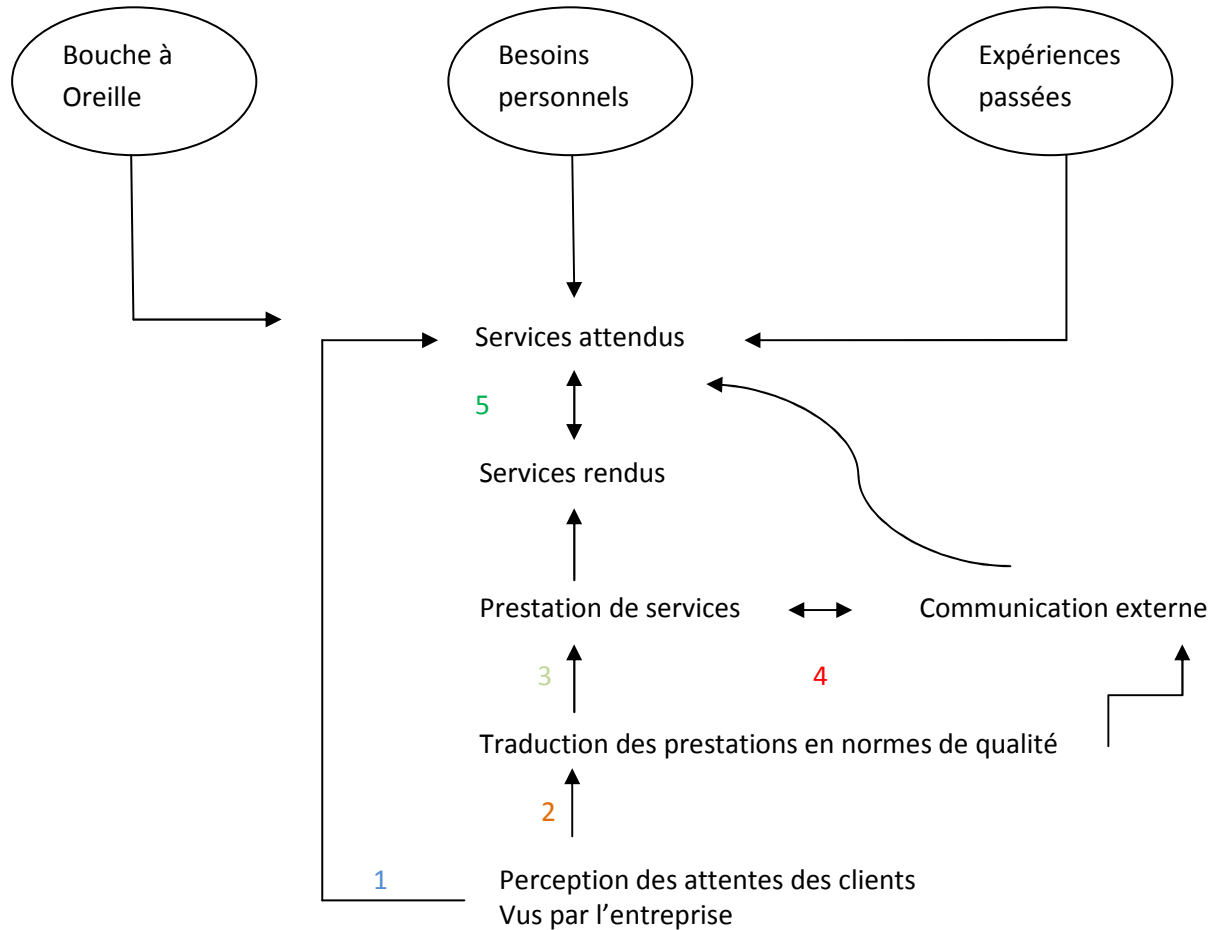 Bouche à
Oreille
Besoins
personnels
Expériences
passées
Services attendus
5
Services rendus
Prestation de services
Communication externe
3
4
Traduction des prestations en normes de qualité
2
1
Perception des attentes des clients
Vus par l’entreprise